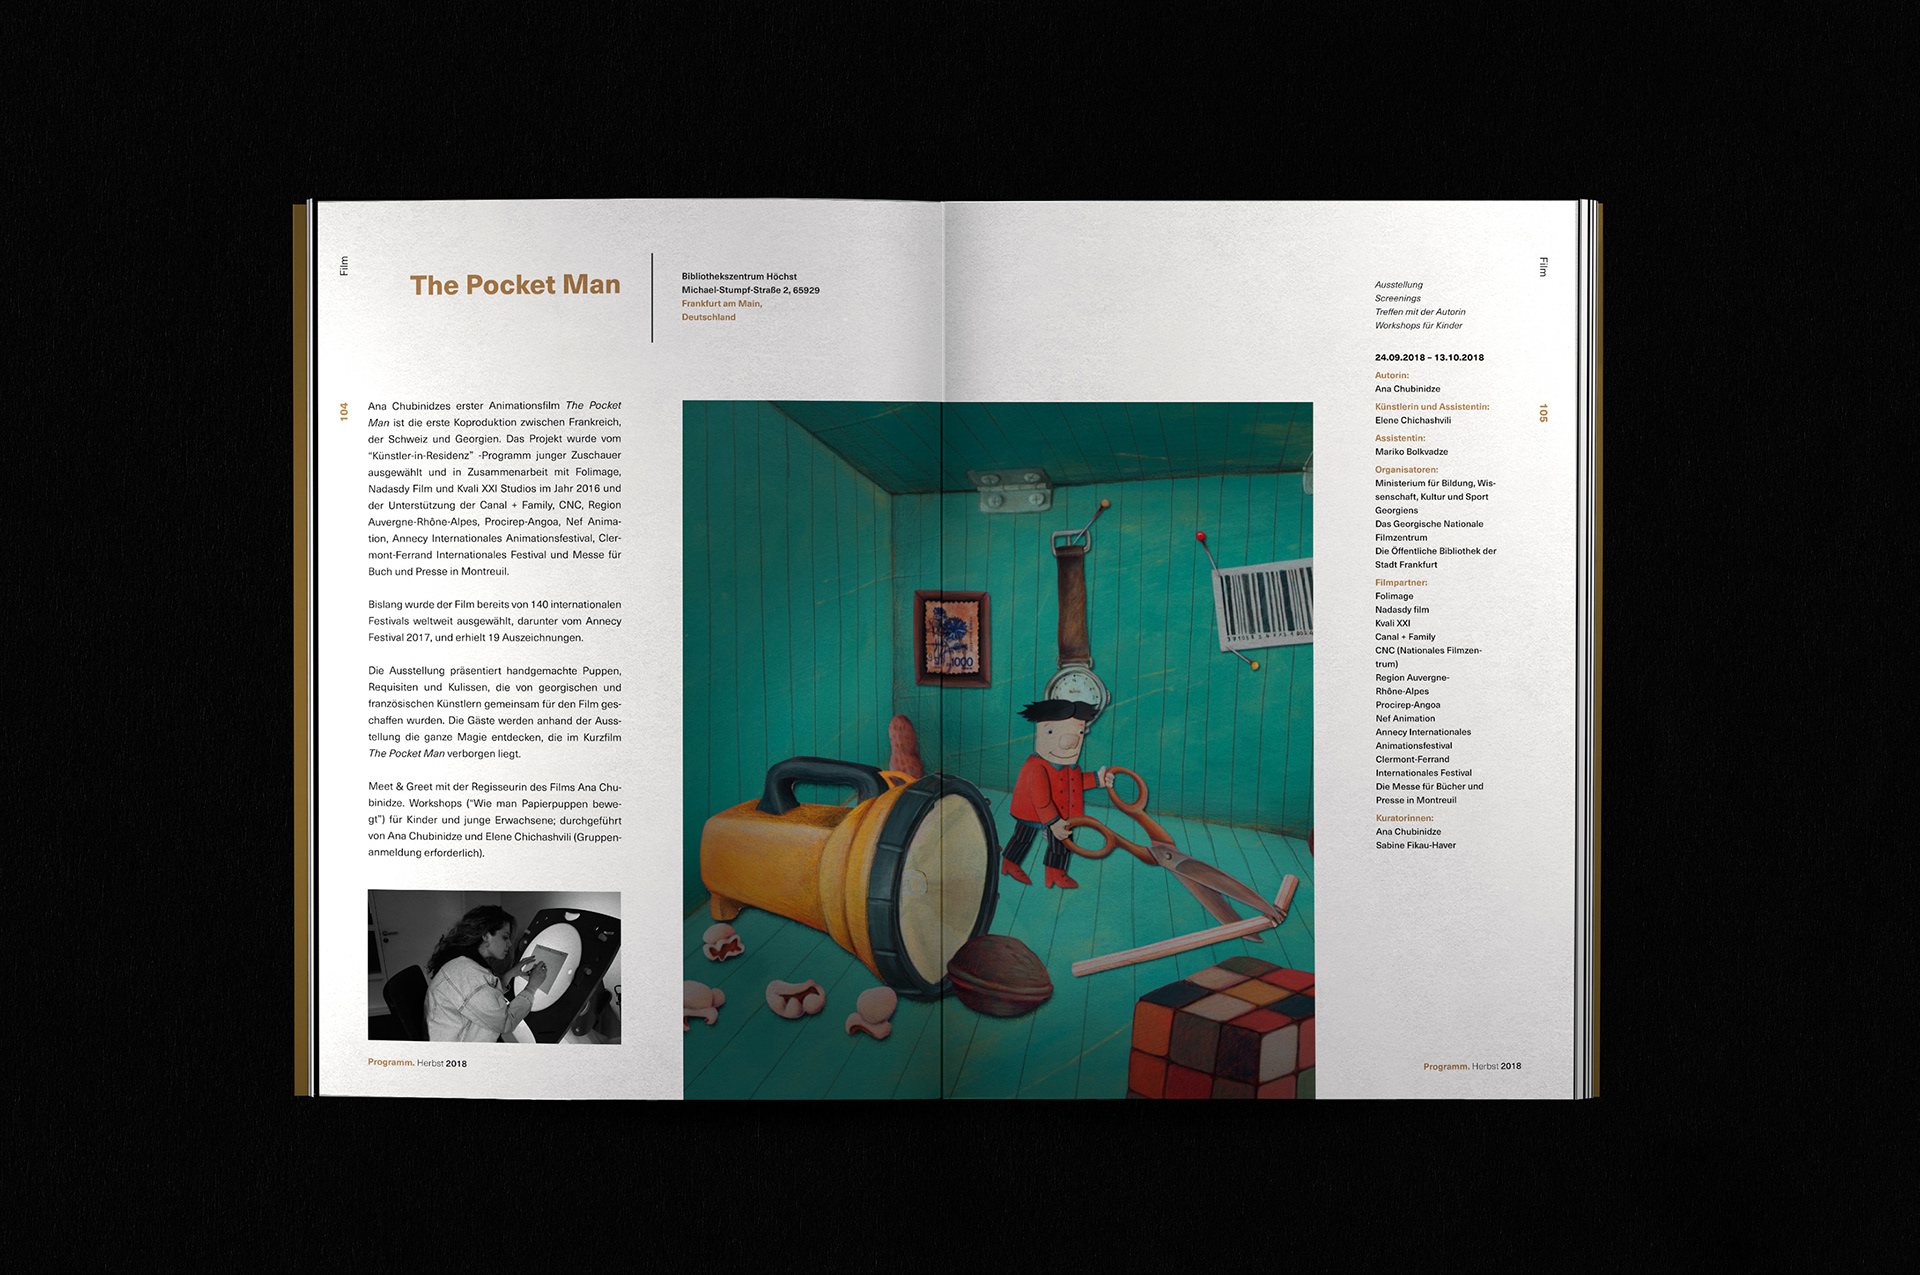 Film
The Pocket Man
Bibliothekszentrum Höchst
Michael-Stumpf-Straße 2, 65929
Frankfurt am Main,
Deutschland
104
Ana Chubinidzes erster Animationsfilm The Pocket
Man ist die erste Koproduktion zwischen Frankreich,
der Schweiz und Georgien. Das Projekt wurde vom
“Künstler-in-Residenz” -Programm junger Zuschauer
ausgewählt und in Zusammenarbeit mit Folimage,
Nadasdy Film und Kvali XXI Studios im Jahr 2016 und
der Unterstützung der Canal + Family, CNC, Region
Auvergne-Rhône-Alpes, Procirep-Angoa, Nef Anima-
tion, Annecy Internationales Animationsfestival, Cler-
mont-Ferrand Internationales Festival und Messe für
Buch und Presse in Montreuil.
Bislang wurde der Film bereits von 140 internationalen
Festivals weltweit ausgewählt, darunter vom Annecy
Festival 2017, und erhielt 19 Auszeichnungen.
Die Ausstellung präsentiert handgemachte Puppen,
Requisiten und Kulissen, die von georgischen und
französischen Künstlern gemeinsam für den Film ges-
chaffen wurden. Die Gäste werden anhand der Auss-
tellung die ganze Magie entdecken, die im Kurzfilm
The Pocket Man verborgen liegt.
Meet & Greet mit der Regisseurin des Films Ana Chu-
binidze. Workshops (“Wie man Papierpuppen bewe-
gt”) für Kinder und junge Erwachsene; durchgeführt
von Ana Chubinidze und Elene Chichashvili (Gruppen-
anmeldung erforderlich).
Programm. Herbst 2018
1000
Film
Ausstellung
Screenings
Treffen mit der Autorin
Workshops für Kinder
24.09.2018 – 13.10.2018
Autorin:
Ana Chubinidze
105
Künstlerin und Assistentin:
Elene Chichashvili
Assistentin:
Mariko Bolkvadze
Organisatoren:
Ministerium für Bildung, Wis-
senschaft, Kultur und Sport
Georgiens
Das Georgische Nationale
Filmzentrum
Die Öffentliche Bibliothek der
Stadt Frankfurt
Filmpartner:
Folimage
Nadasdy film
Kvali XXI
Canal + Family
CNC (Nationales Filmzen-
trum)
Region Auvergne-
Rhône-Alpes
Procirep-Angoa
Nef Animation
Annecy Internationales
Animationsfestival
Clermont-Ferrand
Internationales Festival
Die Messe für Bücher und
Presse in Montreuil
Kuratorinnen:
Ana Chubinidze
Sabine Fikau-Haver
Programm. Herbst 2018